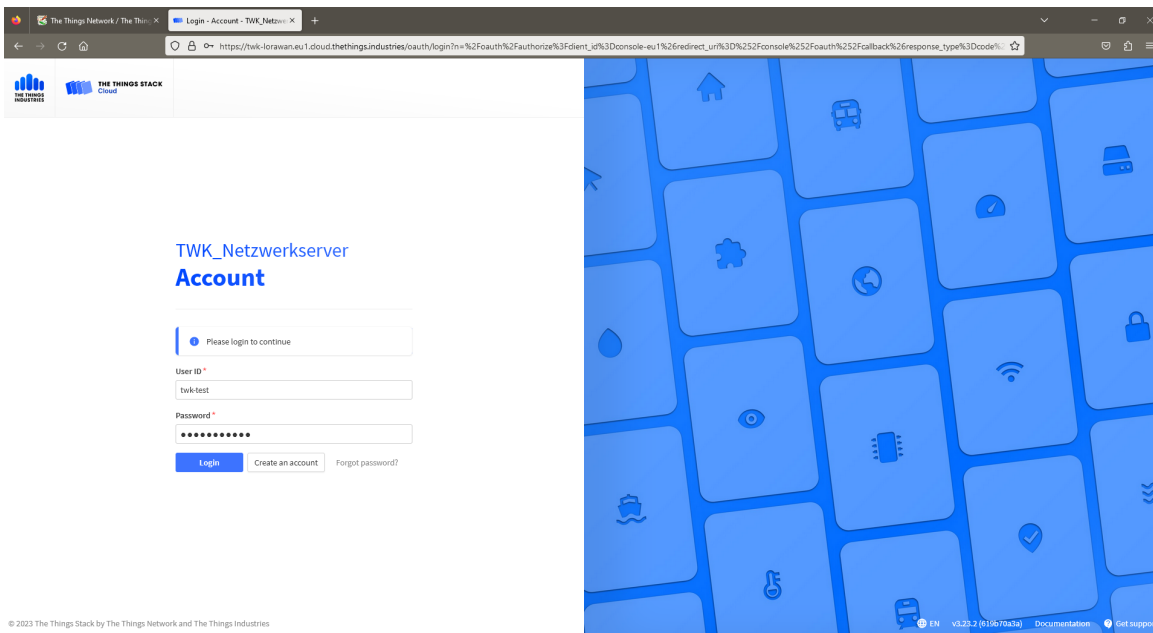 The Things Network / The Thing
Login - Account - TWK_Netzwe
https://twk-lorawan.eu1.cloud.thethings.industries/oauth/login?n=%2Foauth%2Fauthorize%3Fclient_id%3Dconsole-eu1%26redirect_uri%3D%252Fconsole%252Foauth%252Fcallback%26response_type%3Dcode%
THE THINGS INDUSTRIES
THE THINGS STACK
Cloud
TWK_Netzwerkserver
Account
Please login to continue
User ID *
twk-test
Password *
Login Create an account Forgot password?
© 2023 The Things Stack by The Things Network and The Things Industries
EN v3.23.2 (619b70a3a) Documentation Get suppor